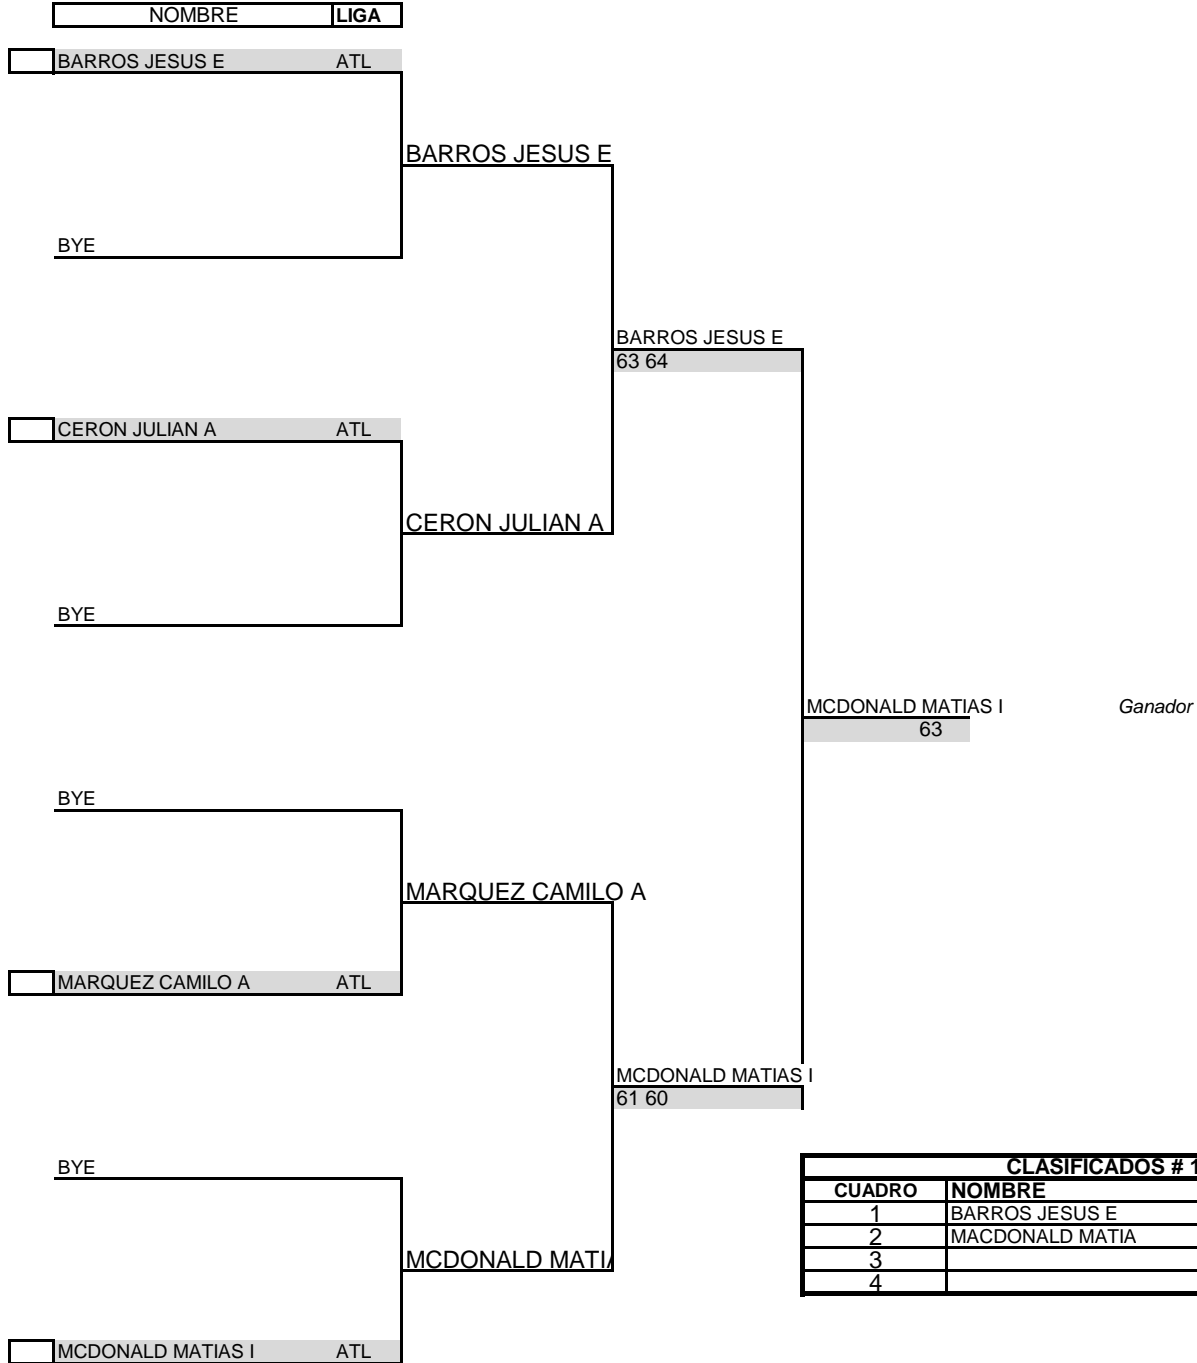 NOMBRE LIGA
BARROS JESUS E ATL
BARROS JESUS E
BYE
BARROS JESUS E
63 64
CERON JULIAN A ATL
CERON JULIAN A
BYE
MCDONALD MATIAS I Ganador
63
BYE
MARQUEZ CAMILO A
MARQUEZ CAMILO A ATL
MCDONALD MATIAS I
61 60
BYE
CLASIFICADOS # 1
CUADRO NOMBRE
1 BARROS JESUS E
2 MACDONALD MATIA
3
4
MCDONALD MATIA
MCDONALD MATIAS I ATL